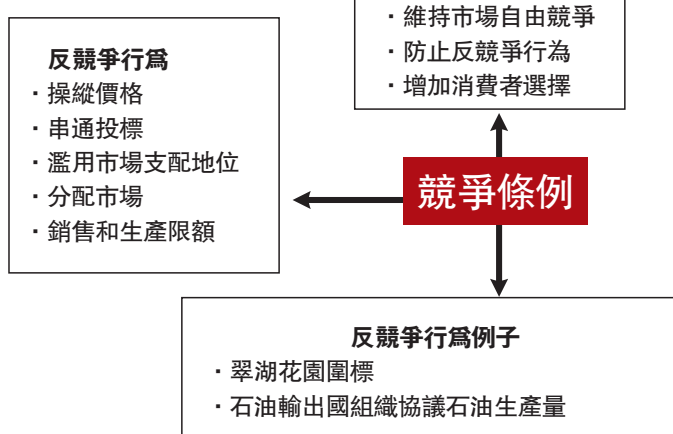 ・維持市場自由競爭
・防止反競爭行為
・增加消費者選擇
反競爭行爲
・操縱價格
・串通投標
・濫用市場支配地位
・分配市場
・銷售和生產限額
競爭條例
反競爭行爲例子
・翠湖花園圍標
・石油輸出國組織協議石油生產量